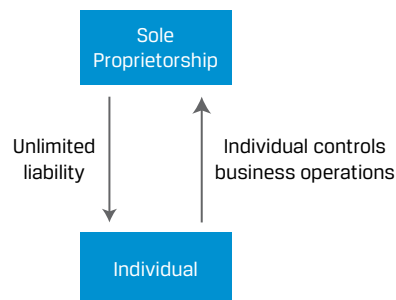 Sole
Proprietorship
Unlimited
liability
Individual controls
business operations
Individual